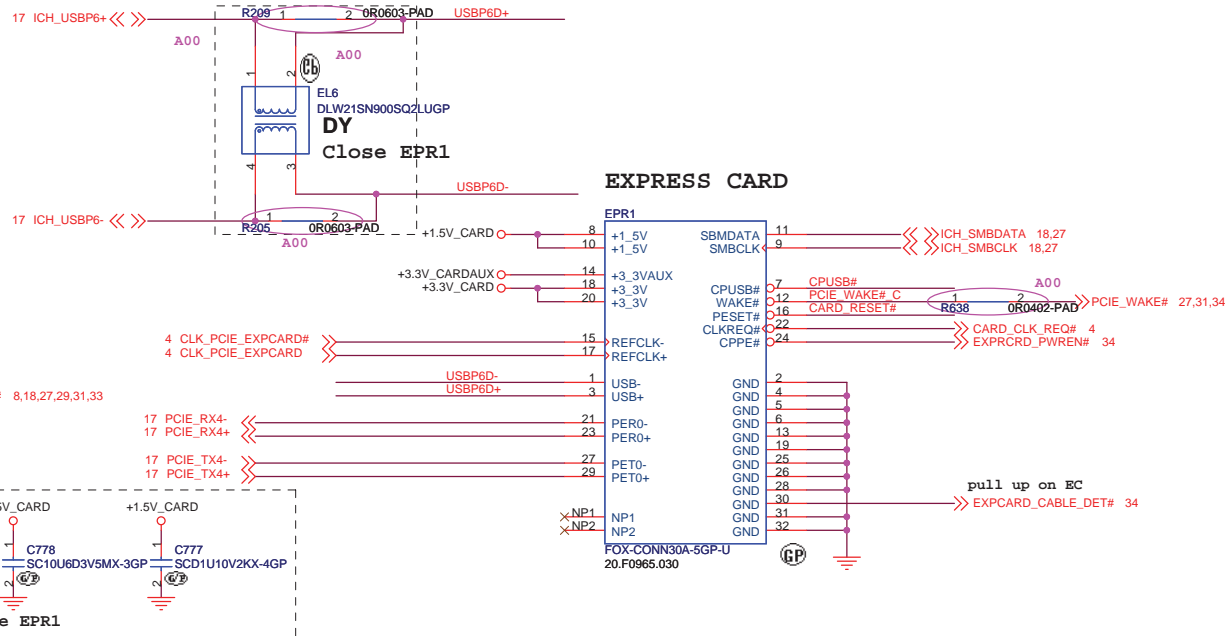 17 ICH_USBP6+
R209 1 2 0R0603-PAD
USBP6D+
A00
A00
1
2
EL6
DLW21SN900SQ2LUGP
DY
Close EPR1
4
3
USBP6D-
17 ICH_USBP6-
R205 1 2 0R0603-PAD
A00
EXPRESS CARD
EPR1
+1.5V_CARD
8 +1_5V
10 +1_5V
+3.3V_CARDAUX
14 +3_3VAUX
+3.3V_CARD
18 +3_3V
20 +3_3V
4 CLK_PCIE_EXPCARD#
15 REFCLK-
4 CLK_PCIE_EXPCARD
17 REFCLK+
USBP6D-
1 USB-
USBP6D+
3 USB+
17 PCIE_RX4-
21 PER0-
17 PCIE_RX4+
23 PER0+
17 PCIE_TX4-
27 PET0-
17 PCIE_TX4+
29 PET0+
NP1 NP1
NP2 NP2
SBMDATA 11 ICH_SMBDATA 18,27
SMBCLK 9 ICH_SMBCLK 18,27
CPUSB# 7 CPUSB#
WAKE# 12 PCIE_WAKE#_C
A00
R638 1 2 0R0402-PAD
PCIE_WAKE# 27,31,34
PESET# 16 CARD_RESET#
CLKREQ# 22 CARD_CLK_REQ# 4
CPPE# 24 EXPRCRD_PWREN# 34
GND 2
GND 4
GND 5
GND 6
GND 13
GND 19
GND 25
GND 26
GND 28
GND 30
GND 31
GND 32
pull up on EC
EXPCARD_CABLE_DET# 34
FOX-CONN30A-5GP-U
20.F0965.030
GP
8,18,27,29,31,33
5V_CARD
+1.5V_CARD
1
C778
SC10U6D3V5MX-3GP
2
1
C777
SCD1U10V2KX-4GP
2
e EPR1